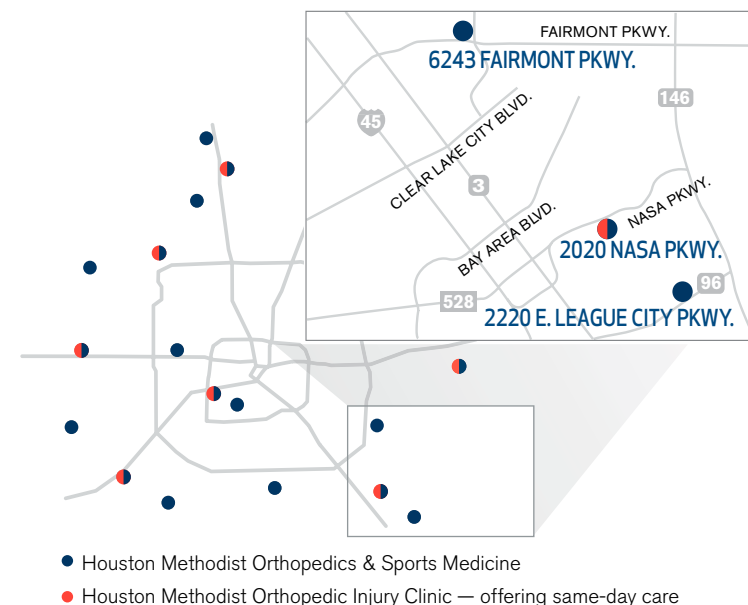 FAIRMONT PKWY.
6243 FAIRMONT PKWY.
146
45
CLEAR LAKE CITY BLVD.
3
NASA PKWY.
BAY AREA BLVD.
2020 NASA PKWY.
96
528
2220 E. LEAGUE CITY PKWY.
Houston Methodist Orthopedics & Sports Medicine
Houston Methodist Orthopedic Injury Clinic — offering same-day care